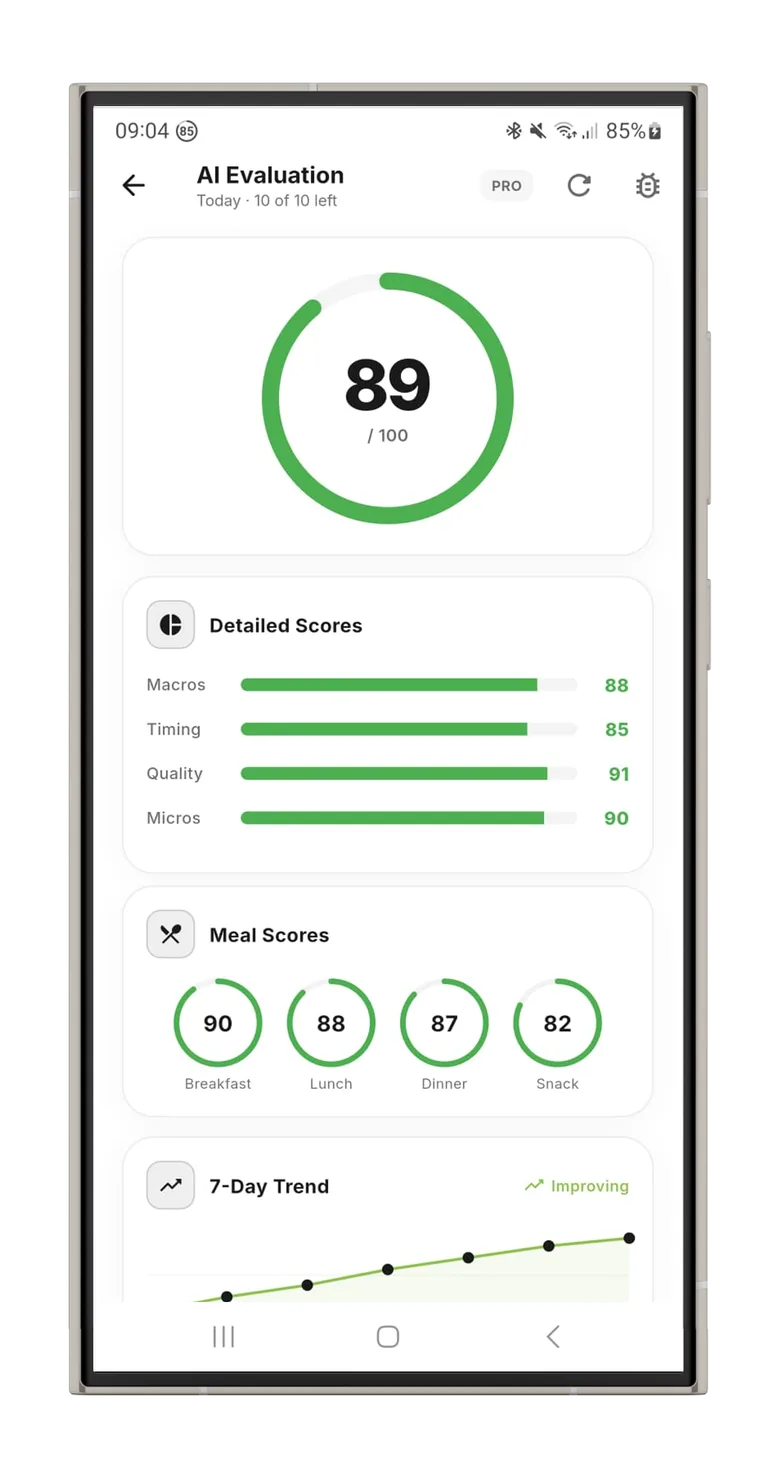 09:04 85 85%
AI Evaluation
Today · 10 of 10 left
PRO
89
/ 100
Detailed Scores
Macros 88
Timing 85
Quality 91
Micros 90
Meal Scores
90 88 87 82
Breakfast Lunch Dinner Snack
7-Day Trend Improving